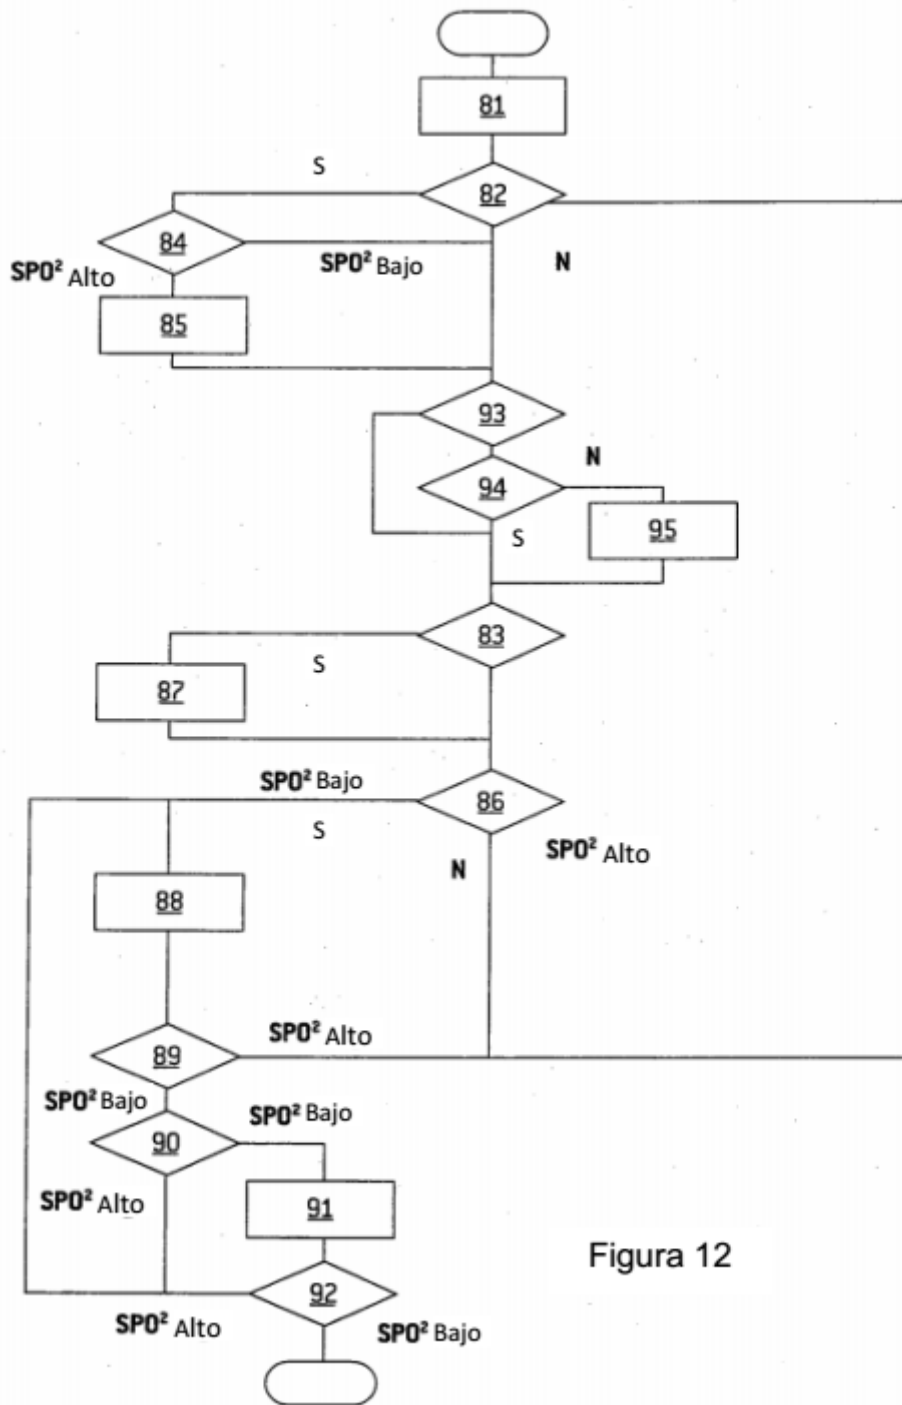 81
S
82
84
SPO² Alto
SPO² Bajo
N
85
93
N
94
S
95
83
S
87
SPO² Bajo
86
S
SPO² Alto
N
88
SPO² Alto
89
SPO² Bajo
SPO² Bajo
90
SPO² Alto
91
Figura 12
92
SPO² Alto
SPO² Bajo